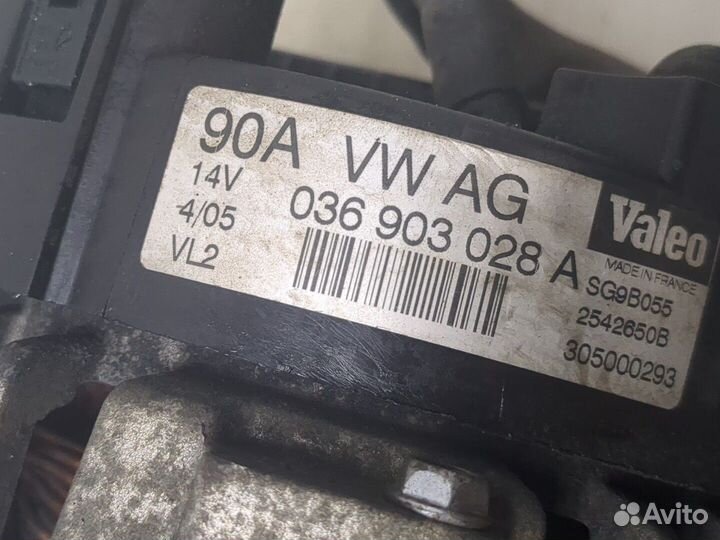 90A VW AG
14V 036 903 028 A
4/05
VL2
Valeo
MADE IN FRANCE
SG9B055
2542650B
305000293
Avito